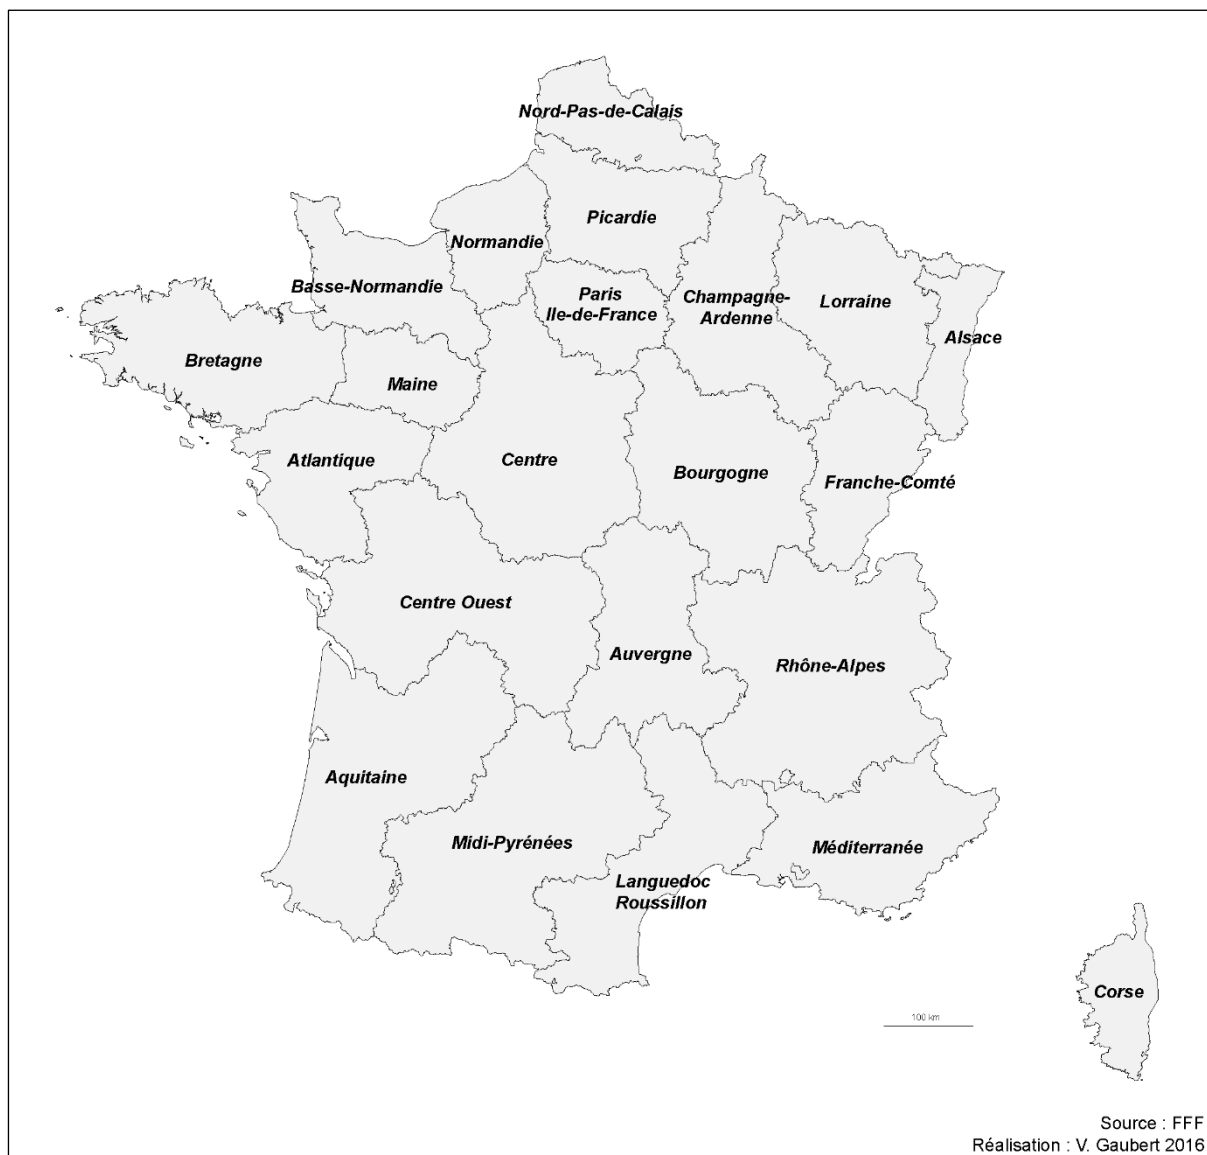 Nord-Pas-de-Calais
Picardie
Normandie
Basse-Normandie
Paris
Ile-de-France
Champagne-
Ardenne
Lorraine
Alsace
Bretagne
Maine
Atlantique
Centre
Bourgogne
Franche-Comté
Centre Ouest
Auvergne
Rhône-Alpes
Aquitaine
Midi-Pyrénées
Méditerranée
Languedoc
Roussillon
Corse
100 km
Source : FFF
Réalisation : V. Gaubert 2016